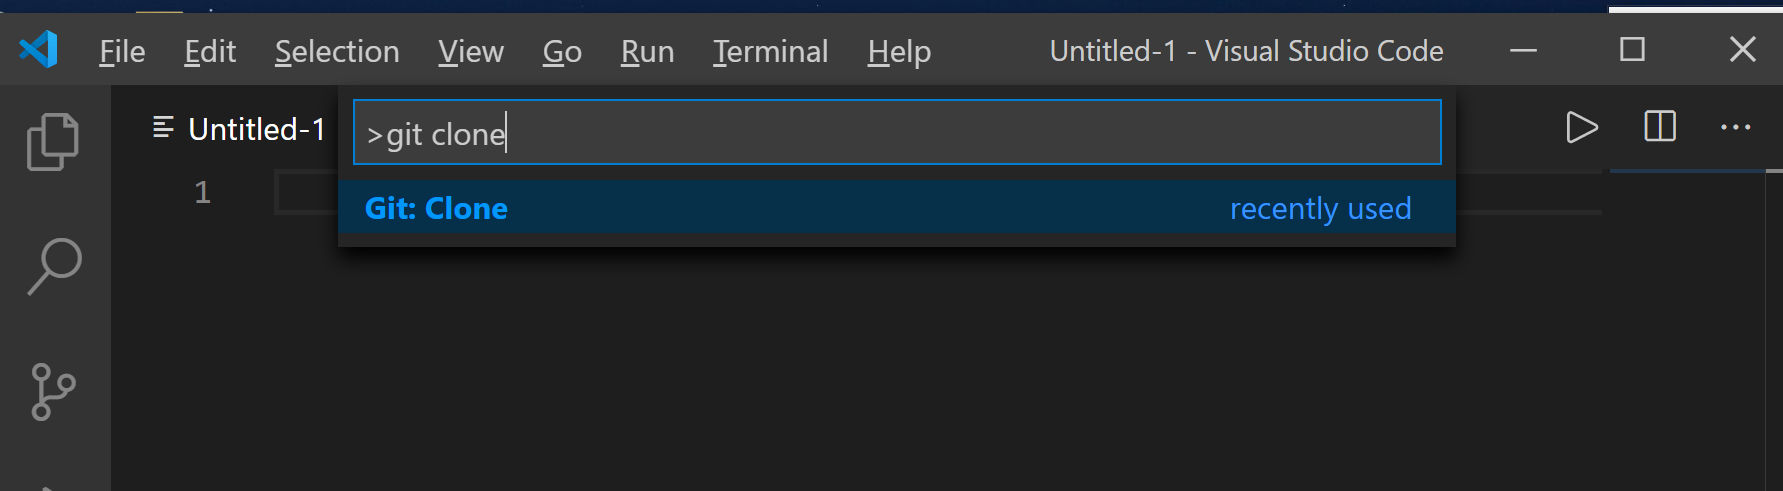 File Edit Selection View Go Run Terminal Help Untitled-1 - Visual Studio Code
Untitled-1
>git clone
1
Git: Clone recently used